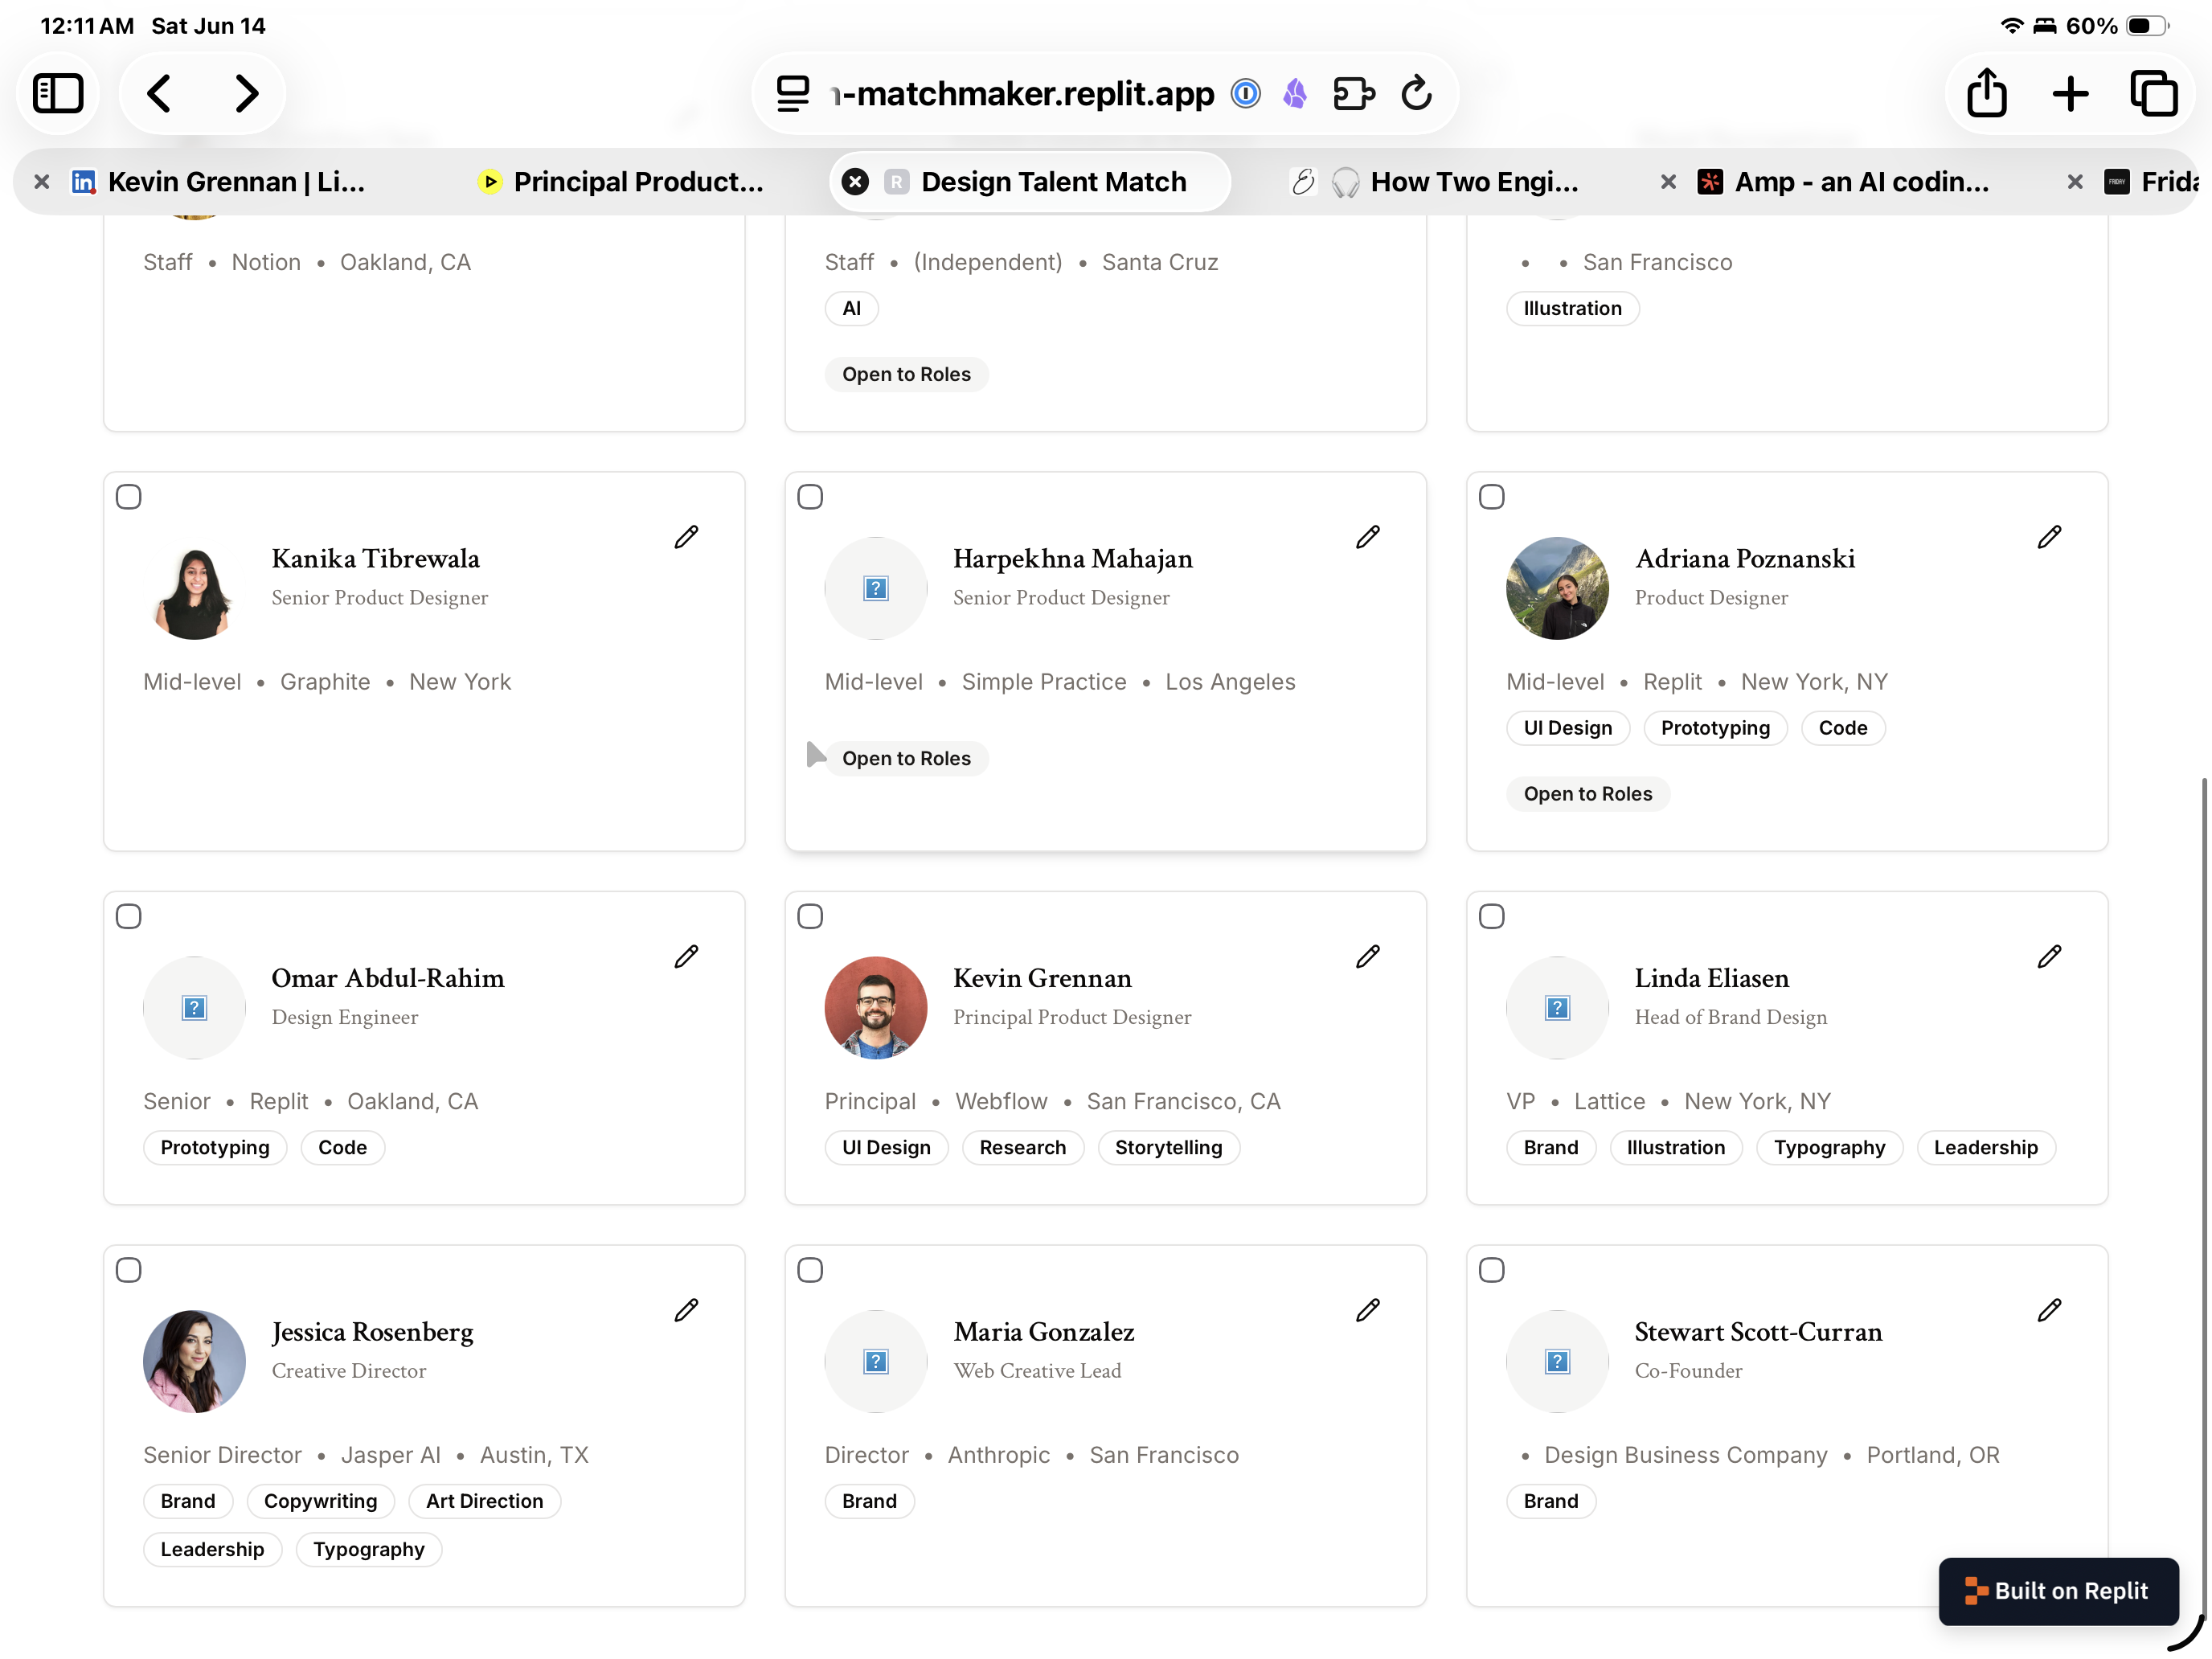 12:11 AM Sat Jun 14
60%
-matchmaker.replit.app
Kevin Grennan | Li...
Principal Product...
R Design Talent Match
How Two Engi...
Amp - an AI codin...
FRIDAY
Staff • Notion • Oakland, CA
Staff • (Independent) • Santa Cruz
AI
Open to Roles
• • San Francisco
Illustration
Kanika Tibrewala
Senior Product Designer
Mid-level • Graphite • New York
Harpekhna Mahajan
Senior Product Designer
Mid-level • Simple Practice • Los Angeles
Open to Roles
Adriana Poznanski
Product Designer
Mid-level • Replit • New York, NY
UI Design Prototyping Code
Open to Roles
Omar Abdul-Rahim
Design Engineer
Senior • Replit • Oakland, CA
Prototyping Code
Kevin Grennan
Principal Product Designer
Principal • Webflow • San Francisco, CA
UI Design Research Storytelling
Linda Eliasen
Head of Brand Design
VP • Lattice • New York, NY
Brand Illustration Typography Leadership
Jessica Rosenberg
Creative Director
Senior Director • Jasper AI • Austin, TX
Brand Copywriting Art Direction
Leadership Typography
Maria Gonzalez
Web Creative Lead
Director • Anthropic • San Francisco
Brand
Stewart Scott-Curran
Co-Founder
• Design Business Company • Portland, OR
Brand
Built on Replit